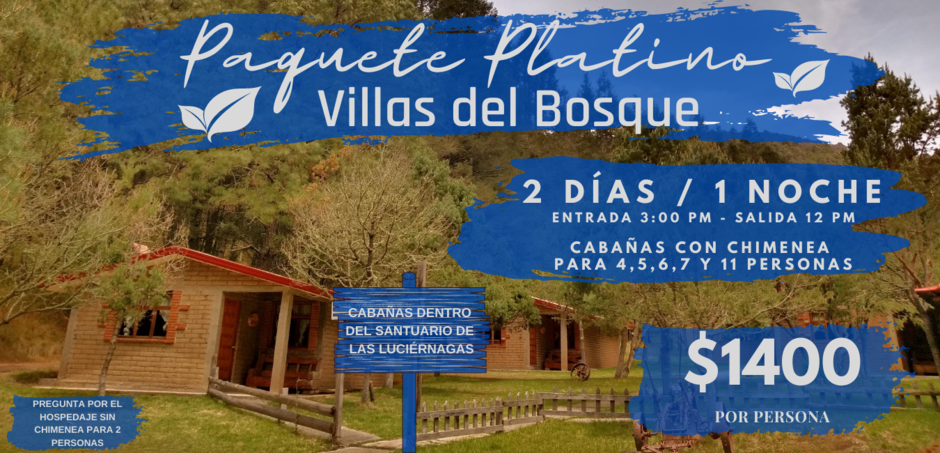 Paquete Platino
Villas del Bosque
2 DÍAS / 1 NOCHE
ENTRADA 3:00 PM - SALIDA 12 PM
CABAÑAS CON CHIMENEA
PARA 4,5,6,7 Y 11 PERSONAS
CABAÑAS DENTRO
DEL SANTUARIO DE
LAS LUCIÉRNAGAS
$1400
POR PERSONA
PREGUNTA POR EL
HOSPEDAJE SIN
CHIMENEA PARA 2
PERSONAS